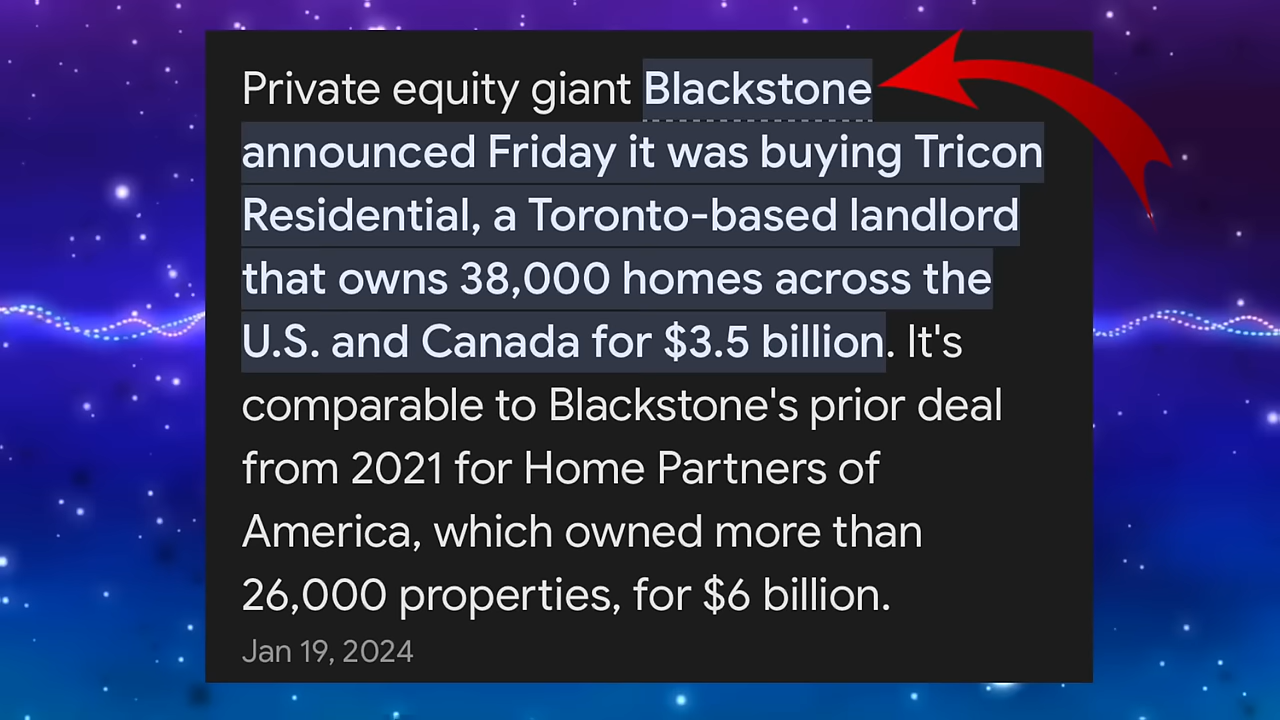 Private equity giant Blackstone
announced Friday it was buying Tricon
Residential, a Toronto-based landlord
that owns 38,000 homes across the
U.S. and Canada for $3.5 billion. It's
comparable to Blackstone's prior deal
from 2021 for Home Partners of
America, which owned more than
26,000 properties, for $6 billion.
Jan 19, 2024